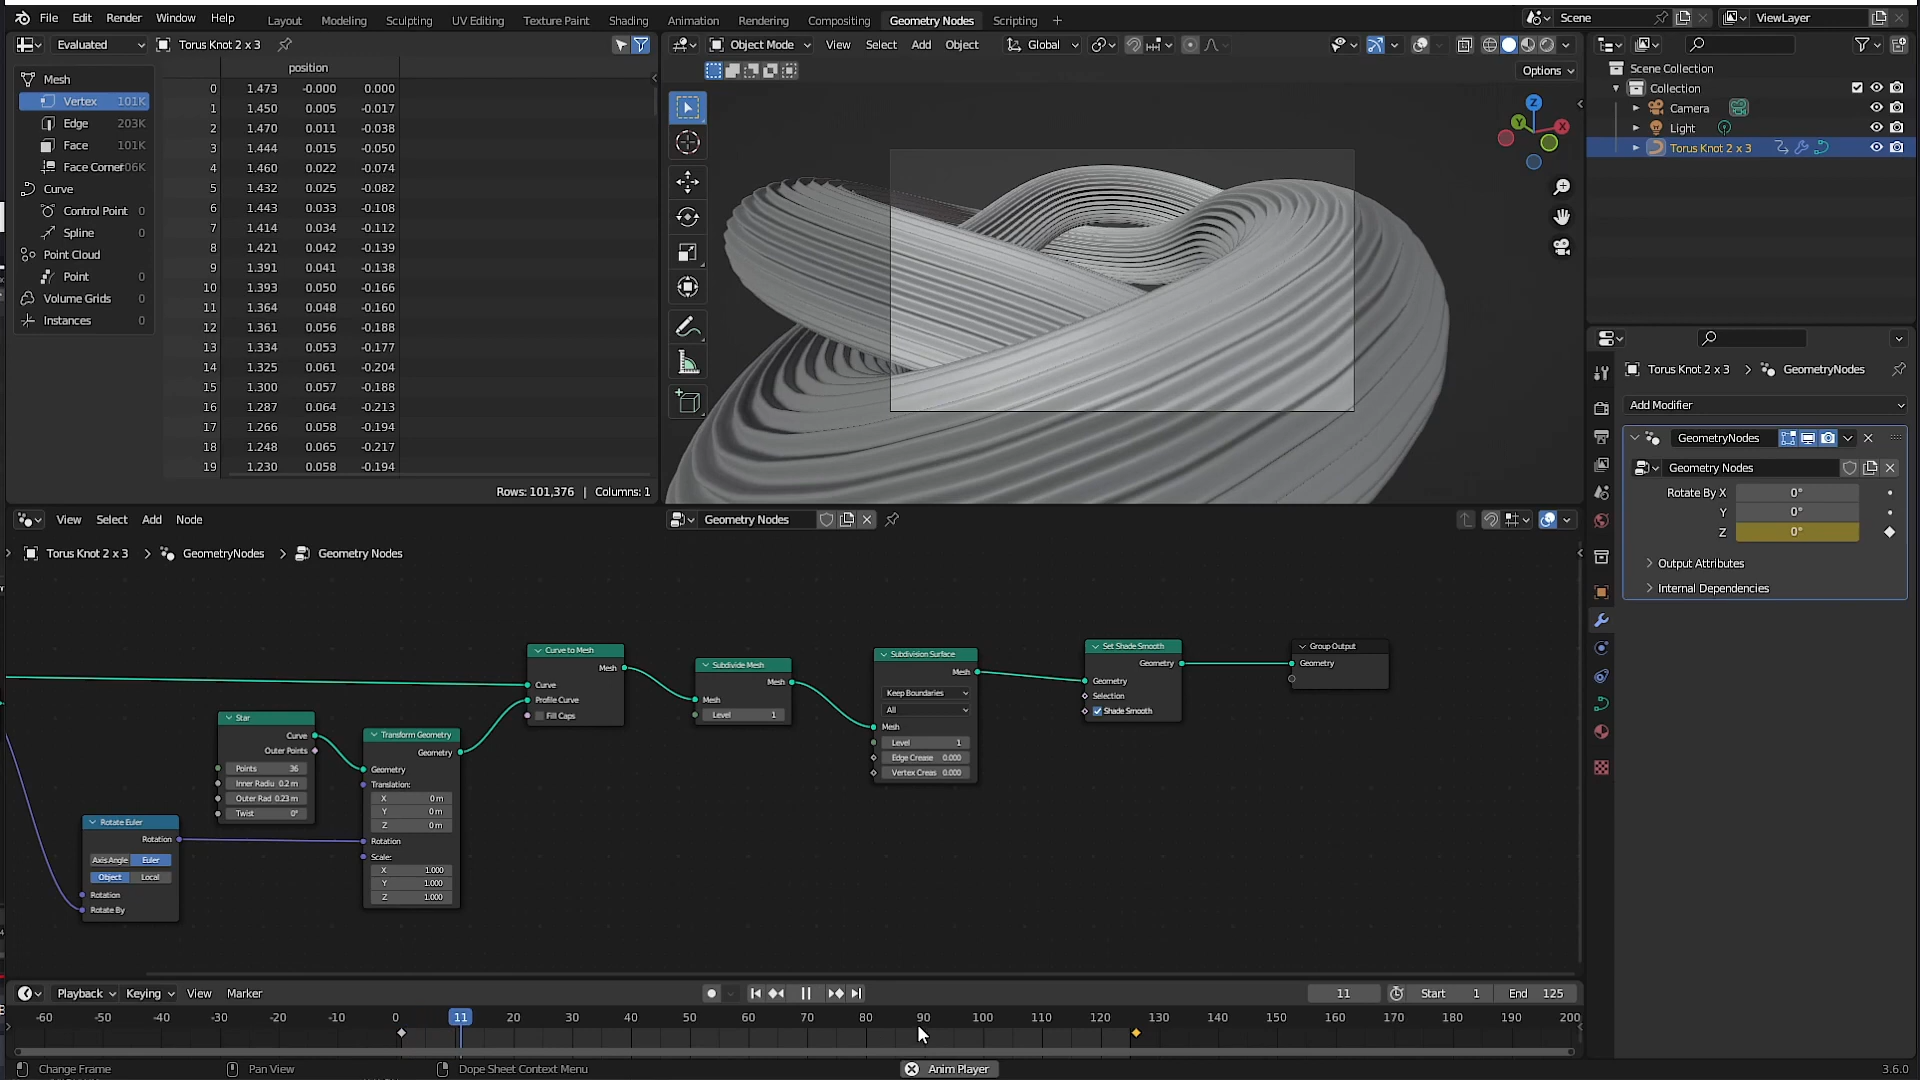 File Edit Render Window Help Layout Modeling Sculpting UV Editing Texture Paint Shading Animation Rendering Compositing Geometry Nodes Scripting + Scene ViewLayer
Evaluated Torus Knot 2 x 3
Object Mode View Select Add Object Global
Options
Mesh
Vertex 101K
Edge 203K
Face 101K
Face Corner 06K
Curve
Control Point 0
Spline 0
Point Cloud
Point 0
Volume Grids 0
Instances 0
position
0 1.473 -0.000 0.000
1 1.450 0.005 -0.017
2 1.470 0.011 -0.038
3 1.444 0.015 -0.050
4 1.460 0.022 -0.074
5 1.432 0.025 -0.082
6 1.443 0.033 -0.108
7 1.414 0.034 -0.112
8 1.421 0.042 -0.139
9 1.391 0.041 -0.138
10 1.393 0.050 -0.166
11 1.364 0.048 -0.160
12 1.361 0.056 -0.188
13 1.334 0.053 -0.177
14 1.325 0.061 -0.204
15 1.300 0.057 -0.188
16 1.287 0.064 -0.213
17 1.266 0.058 -0.194
18 1.248 0.065 -0.217
19 1.230 0.058 -0.194
Rows: 101,376 | Columns: 1
Z
Y
X
Scene Collection
Collection
Camera
Light
Torus Knot 2 x 3
Torus Knot 2 x 3 > GeometryNodes
Add Modifier
GeometryNodes
Geometry Nodes
Rotate By X 0°
Y 0°
Z 0°
Output Attributes
Internal Dependencies
View Select Add Node Geometry Nodes
Torus Knot 2 x 3 > GeometryNodes > Geometry Nodes
Rotate Euler
Rotation
Axis Angle Euler
Object Local
Rotation
Rotate By
Star
Curve
Outer Points
Points 36
Inner Radiu 0.2 m
Outer Rad 0.23 m
Twist 0°
Transform Geometry
Geometry
Geometry
Translation:
X 0 m
Y 0 m
Z 0 m
Rotation
Scale:
X 1.000
Y 1.000
Z 1.000
Curve to Mesh
Mesh
Curve
Profile Curve
Fill Caps
Subdivide Mesh
Mesh
Mesh
Level 1
Subdivision Surface
Mesh
Keep Boundaries
All
Mesh
Level 1
Edge Crease 0.000
Vertex Creas 0.000
Set Shade Smooth
Geometry
Geometry
Selection
Shade Smooth
Group Output
Geometry
Playback Keying View Marker 11 Start 1 End 125
-60 -50 -40 -30 -20 -10 0 11 20 30 40 50 60 70 80 90 100 110 120 130 140 150 160 170 180 190 200
Change Frame Pan View Dope Sheet Context Menu Anim Player 3.6.0